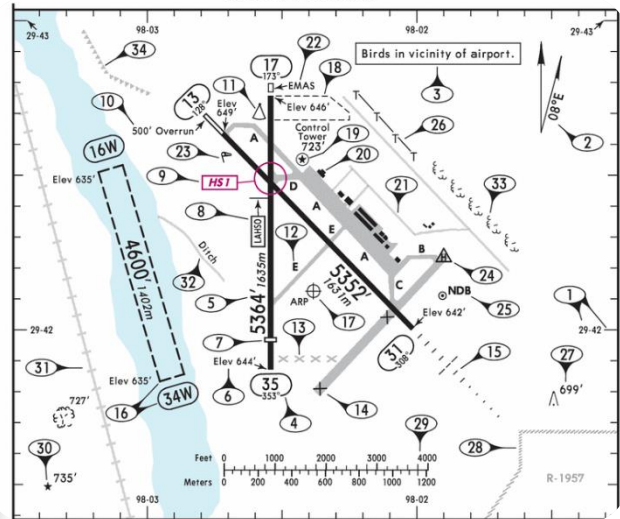 98-03
98-02
29-43
29-43
34
22
17
173°
EMAS
18
Birds in vicinity of airport.
3
08°E
2
10
11
13
128°
Elev 649'
Elev 646'
500' Overrun
Control
Tower
723'
19
26
16W
23
A
20
9
HS1
D
21
33
Elev 635'
8
LAHSO
A
12
E
A
B
H
24
4600'
1402m
Ditch
32
5
5364'
1635m
E
5352'
1631m
C
NDB
25
ARP
17
Elev 642'
1
29-42
29-42
7
13
31
308°
15
31
Elev 644'
27
699'
Elev 635'
16
34W
6
35
353°
4
14
727'
30
735'
29
28
Feet
0
1000
2000
3000
4000
Meters
0
200
400
600
800
1000
1200
R-1957
98-03
98-02